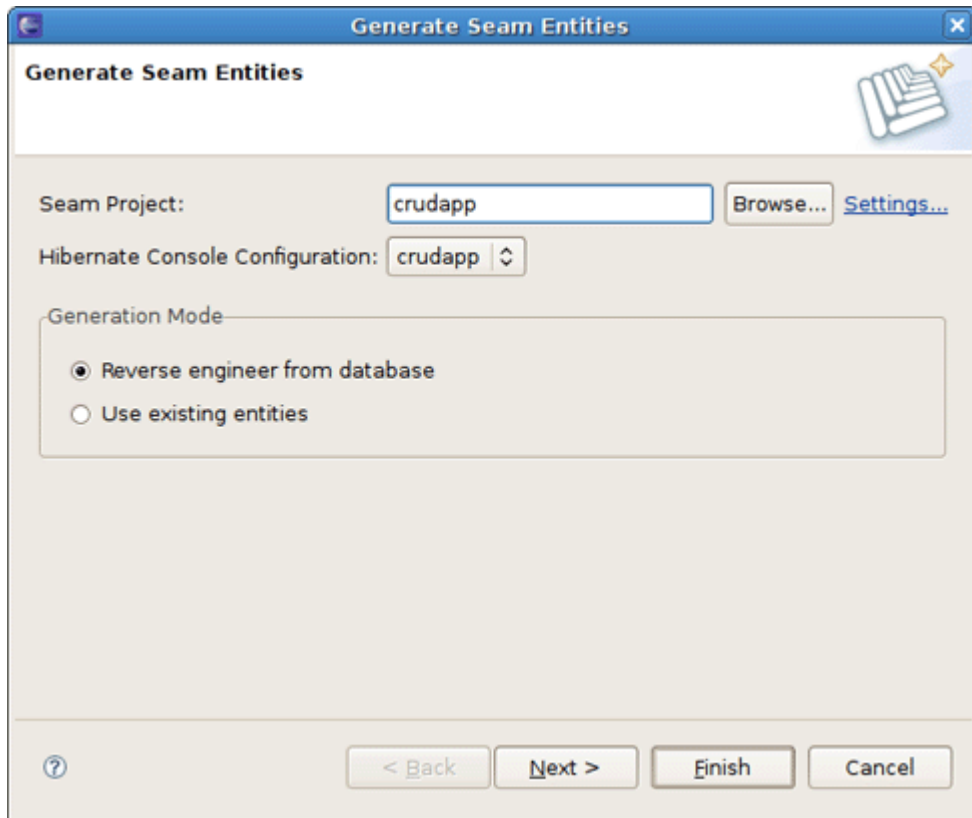 Generate Seam Entities
Generate Seam Entities
Seam Project: crudapp Browse... Settings...
Hibernate Console Configuration: crudapp
Generation Mode
Reverse engineer from database
Use existing entities
? < Back Next > Finish Cancel